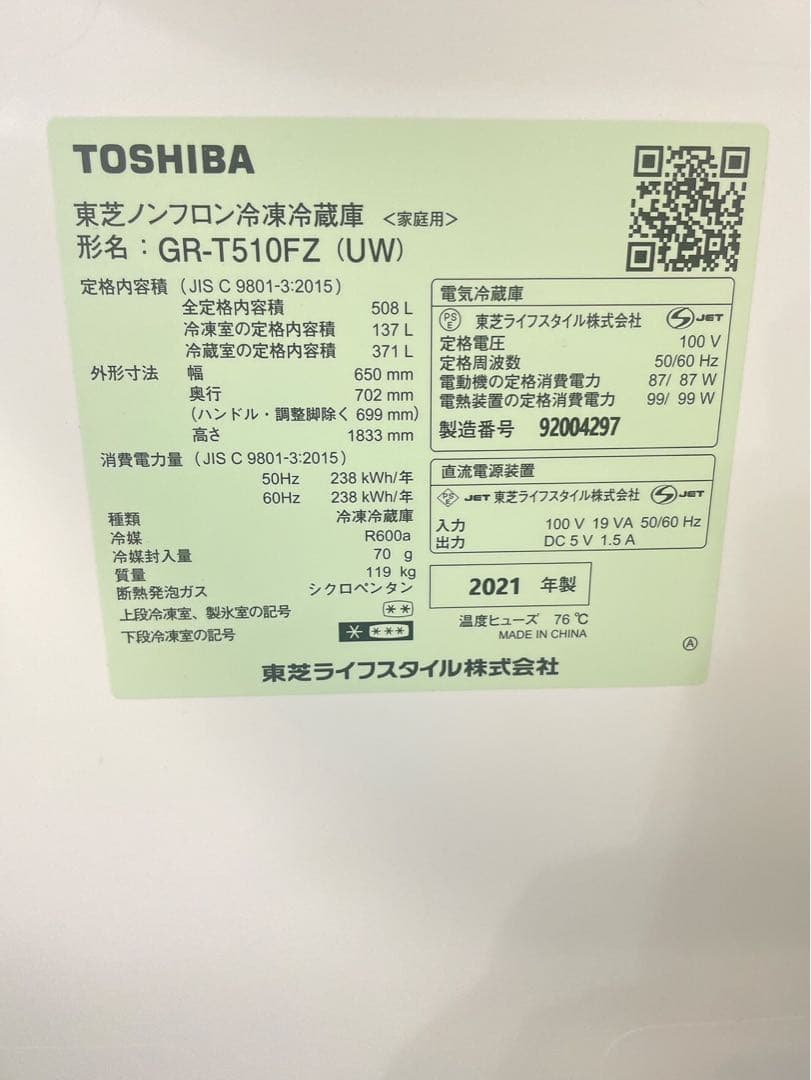 TOSHIBA
東芝ノンフロン冷凍冷蔵庫 <家庭用>
形名：GR-T510FZ (UW)
定格内容積 (JIS C 9801-3:2015)
全定格内容積 508 L
冷凍室の定格内容積 137 L
冷蔵室の定格内容積 371 L
外形寸法 幅 650 mm
奥行 702 mm
(ハンドル・調整脚除く 699 mm)
高さ 1833 mm
消費電力量 (JIS C 9801-3:2015)
50Hz 238 kWh/年
60Hz 238 kWh/年
種類 冷凍冷蔵庫
冷媒 R600a
冷媒封入量 70 g
質量 119 kg
断熱発泡ガス シクロペンタン
上段冷凍室、製氷室の記号 **
下段冷凍室の記号 * ***
電気冷蔵庫
PSE 東芝ライフスタイル株式会社 S JET
定格電圧 100 V
定格周波数 50/60 Hz
電動機の定格消費電力 87/ 87 W
電熱装置の定格消費電力 99/ 99 W
製造番号 92004297
直流電源装置
PSE JET 東芝ライフスタイル株式会社 S JET
入力 100 V 19 VA 50/60 Hz
出力 DC 5 V 1.5 A
2021 年製
温度ヒューズ 76 ℃
MADE IN CHINA
Ⓐ
東芝ライフスタイル株式会社